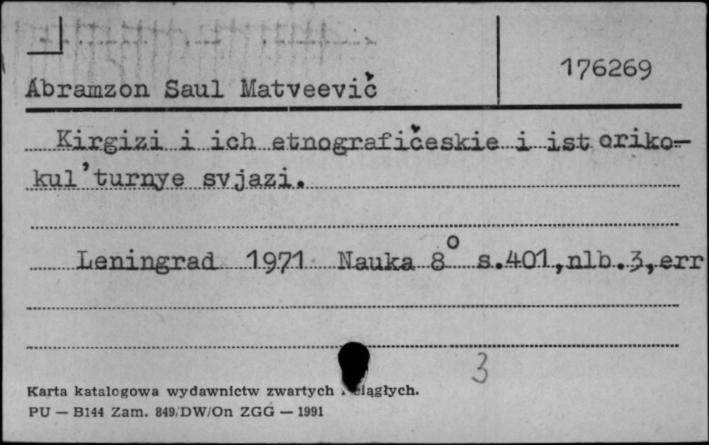 176269
Abramzon Saul Matveevič
Kirgizi i ich etnografičeskie i istoriko-
kul'turnye svjazi.
Leningrad 1971 Nauka 8° s.401,nlb.3,err
3
Karta katalogowa wydawnictw zwartych ciągłych.
PU — B144 Zam. 849/DW/On ZGG — 1991